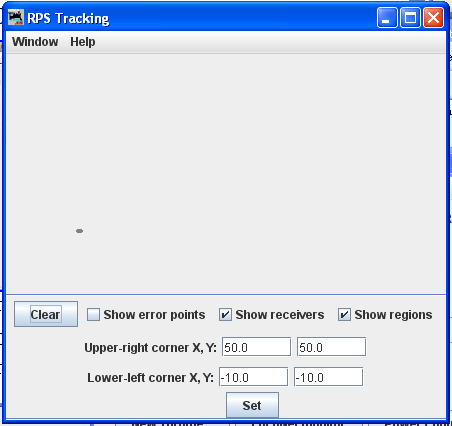 RPS Tracking
Window Help
Clear Show error points Show receivers Show regions
Upper-right corner X, Y: 50.0 50.0
Lower-left corner X, Y: -10.0 -10.0
Set